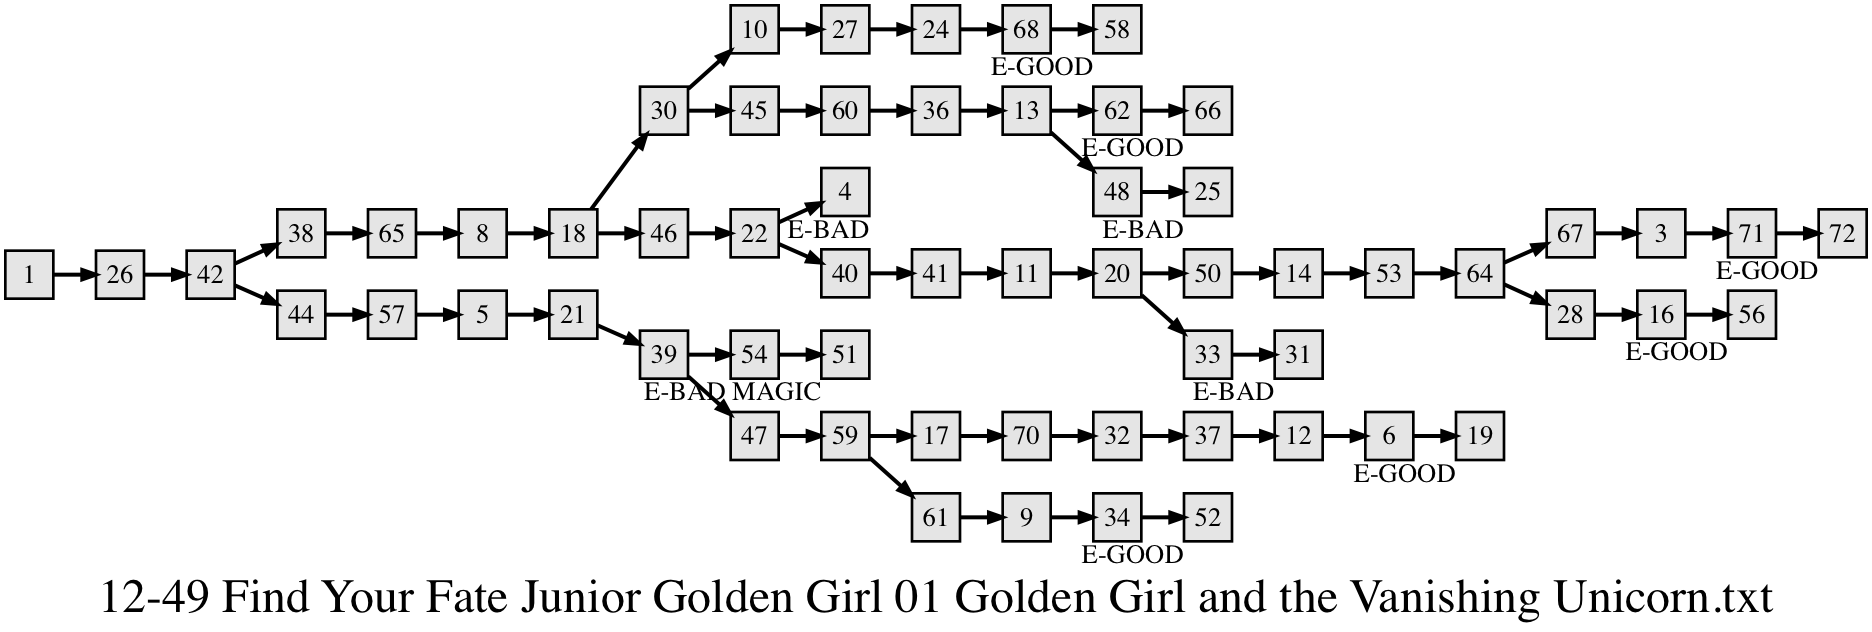 10 27 24 68 58
E-GOOD
30 45 60 36 13 62 66
E-GOOD
4 48 25
E-BAD E-BAD
38 65 8 18 46 22 67 3 71 72
1 26 42 40 41 11 20 50 14 53 64 E-GOOD
44 57 5 21 28 16 56
E-GOOD
39 54 51 33 31
E-BAD MAGIC E-BAD
47 59 17 70 32 37 12 6 19
E-GOOD
61 9 34 52
E-GOOD
12-49 Find Your Fate Junior Golden Girl 01 Golden Girl and the Vanishing Unicorn.txt